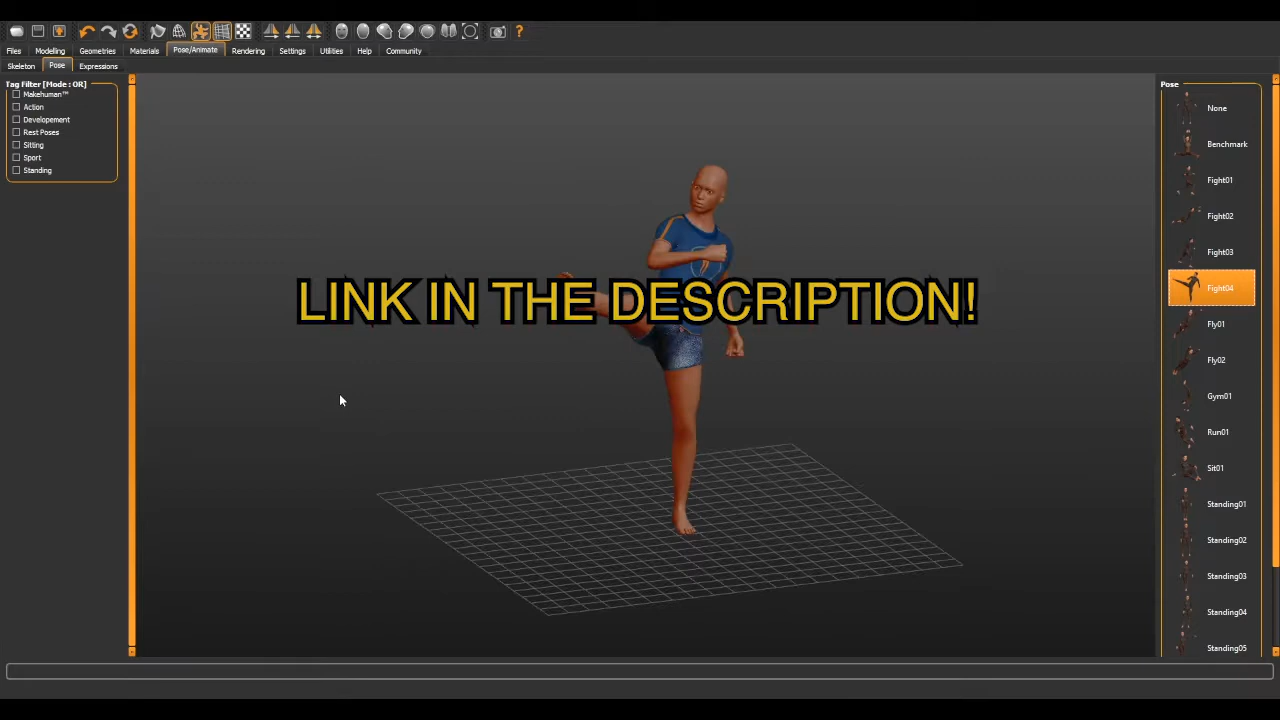 Files Modelling Geometries Materials Pose/Animate Rendering Settings Utilities Help Community
Skeleton Pose Expressions
Tag Filter [Mode : OR]
Makehuman™
Action
Developement
Rest Poses
Sitting
Sport
Standing
LINK IN THE DESCRIPTION!
Pose
None
Benchmark
Fight01
Fight02
Fight03
Fight04
Fly01
Fly02
Gym01
Run01
Sit01
Standing01
Standing02
Standing03
Standing04
Standing05